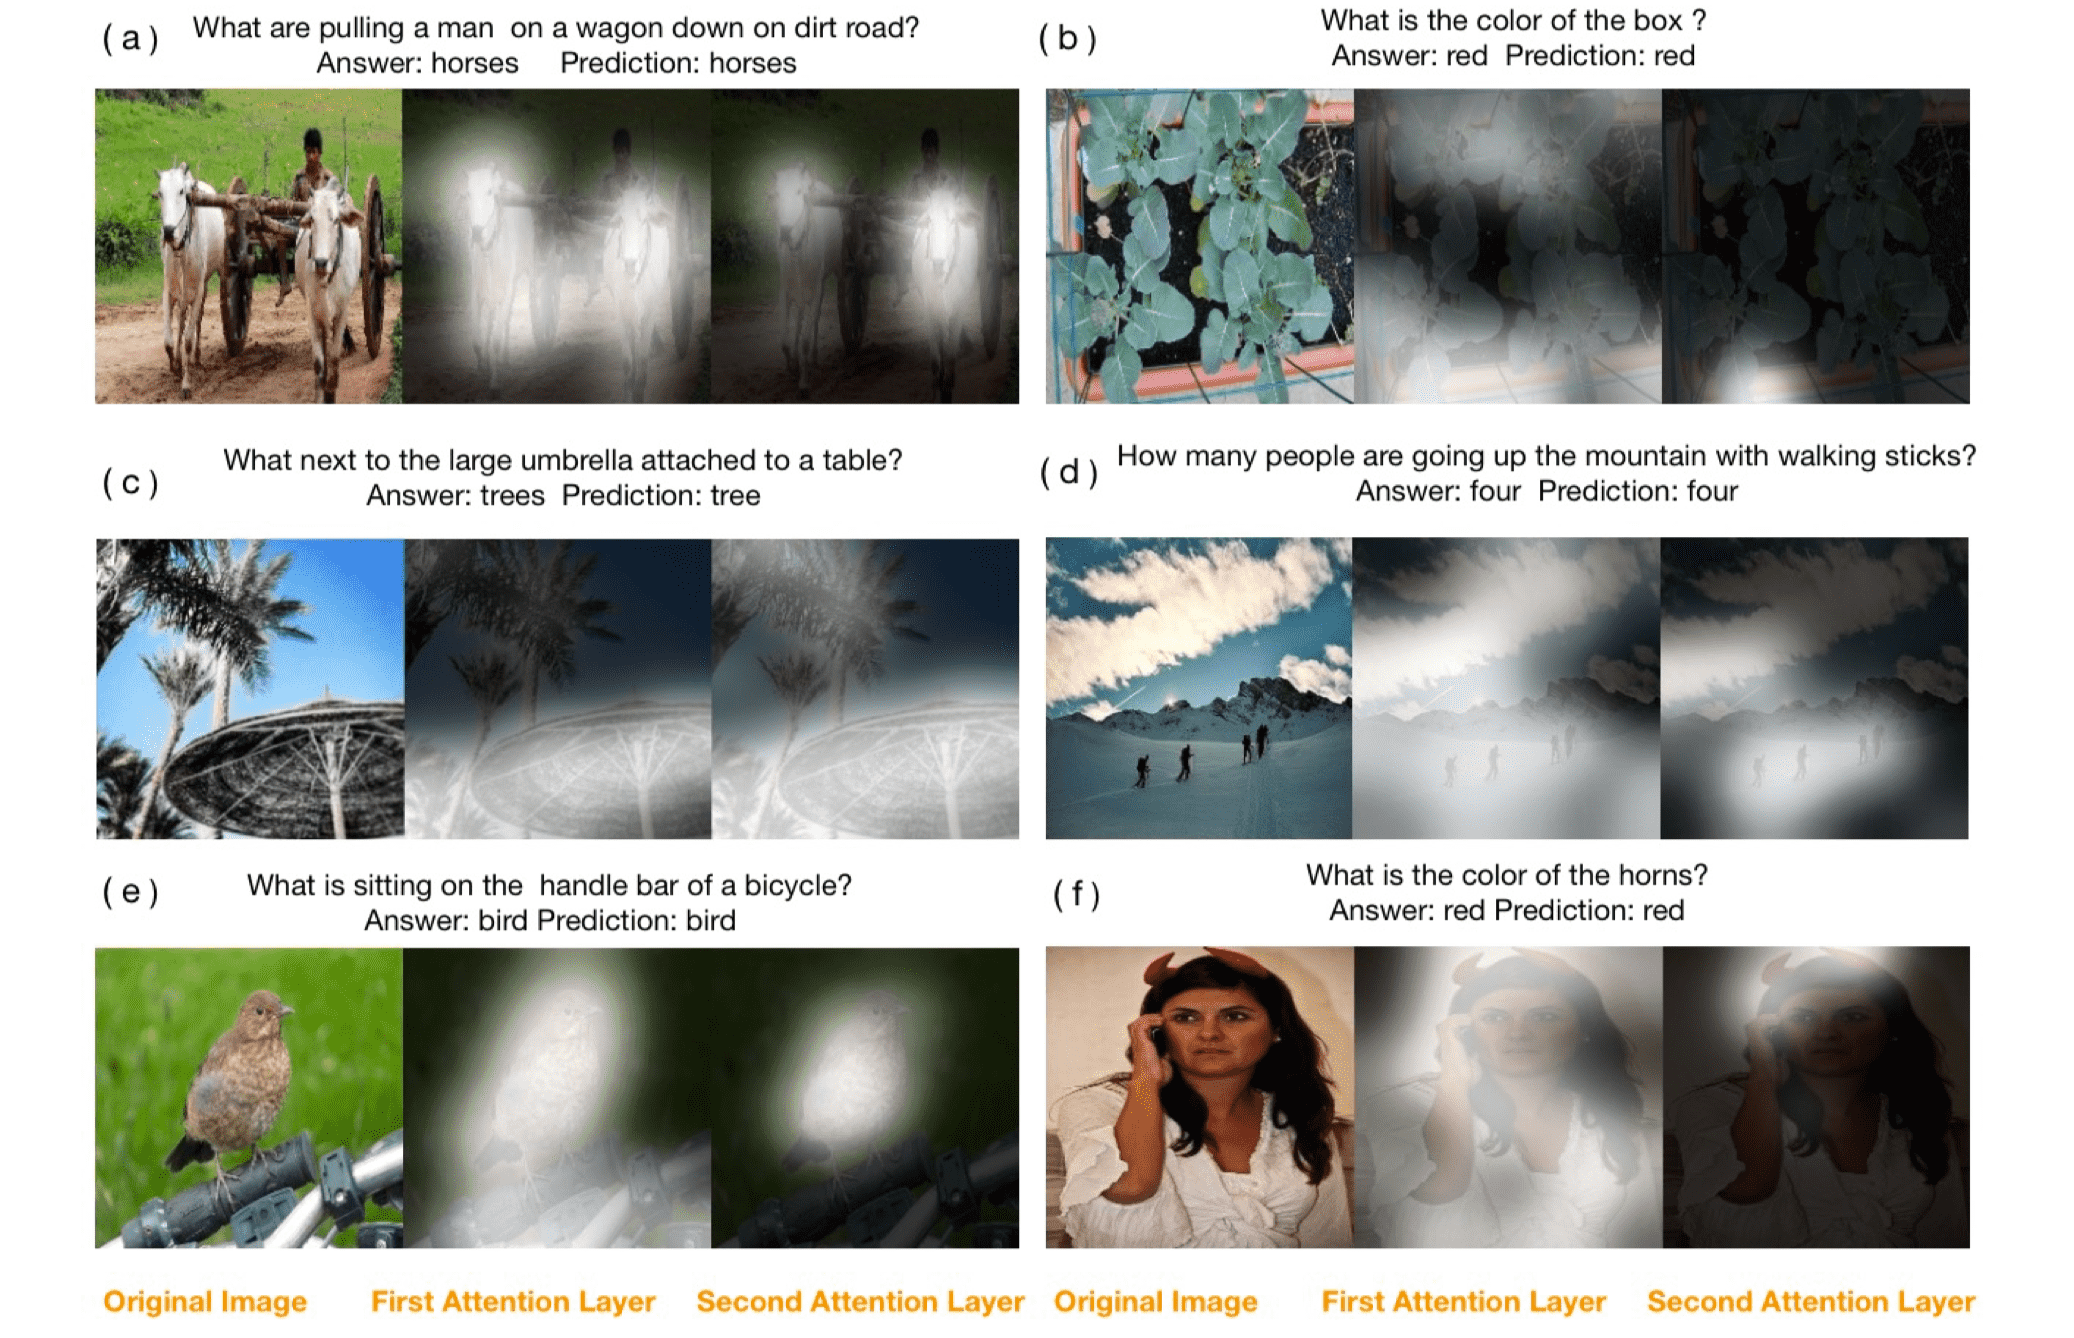 (a) What are pulling a man on a wagon down on dirt road?
Answer: horses Prediction: horses
(b) What is the color of the box ?
Answer: red Prediction: red
(c) What next to the large umbrella attached to a table?
Answer: trees Prediction: tree
(d) How many people are going up the mountain with walking sticks?
Answer: four Prediction: four
(e) What is sitting on the handle bar of a bicycle?
Answer: bird Prediction: bird
(f) What is the color of the horns?
Answer: red Prediction: red
Original Image First Attention Layer Second Attention Layer Original Image First Attention Layer Second Attention Layer